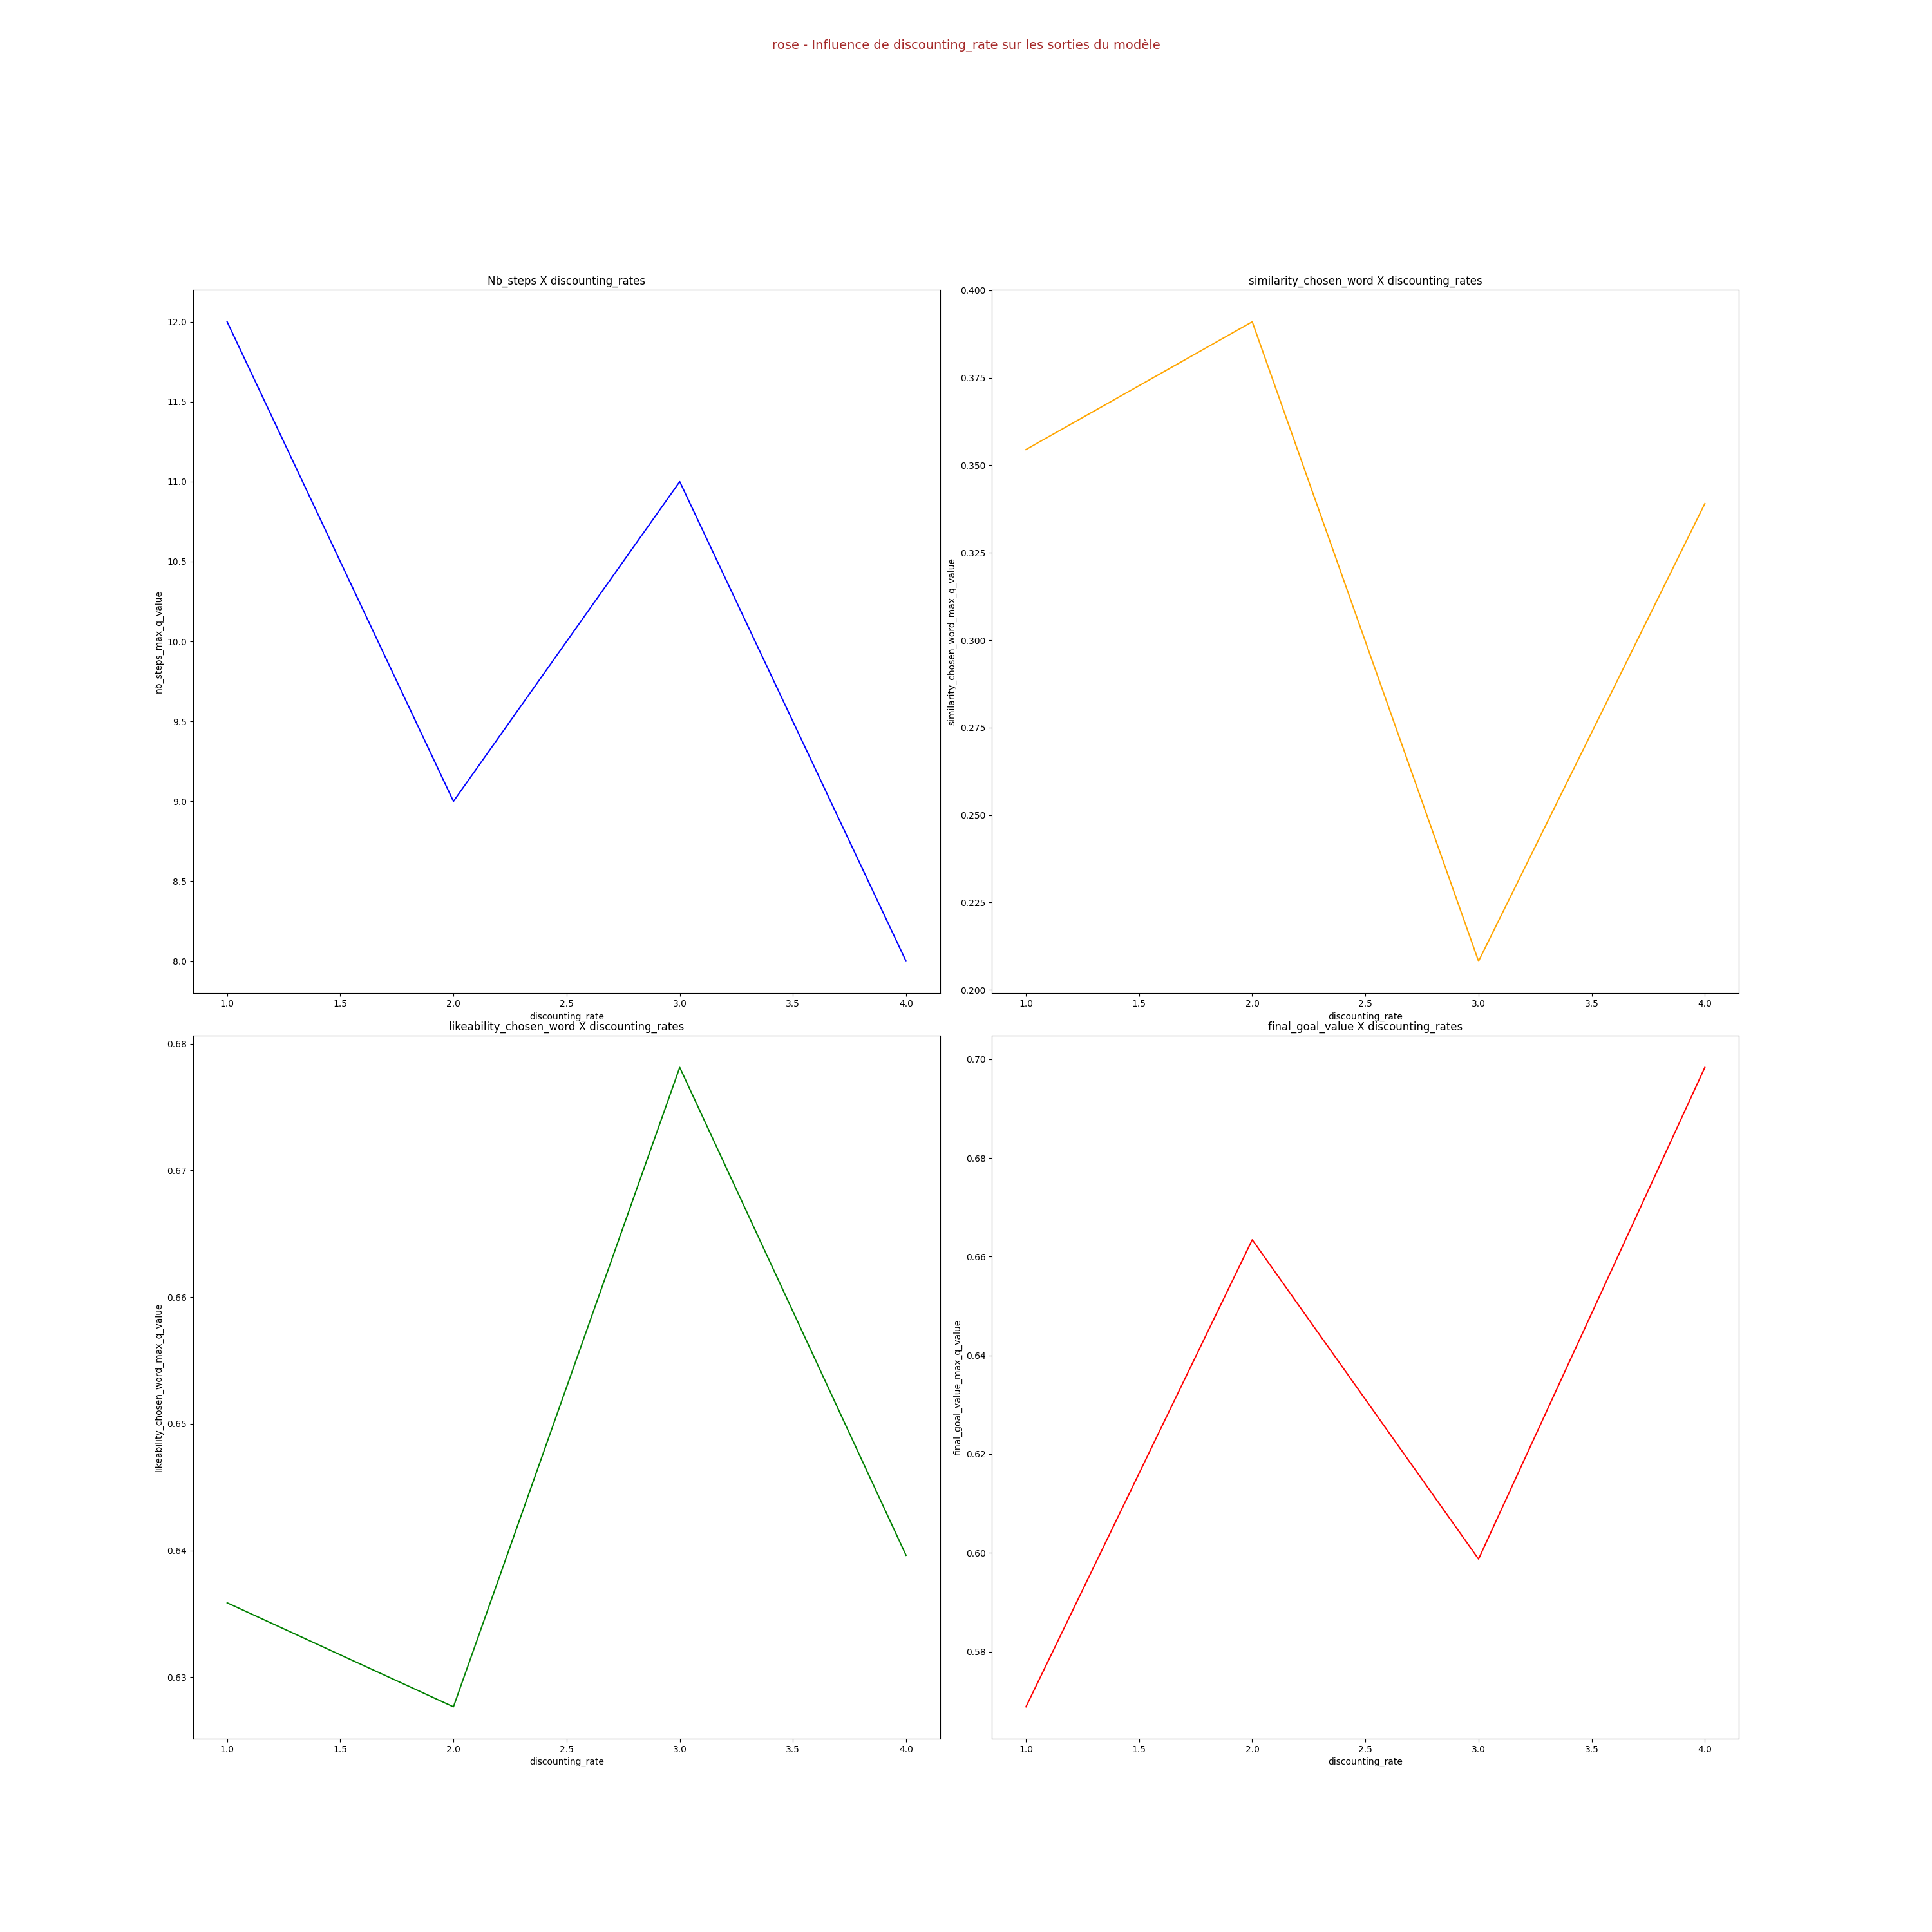 rose - Influence de discounting_rate sur les sorties du modèle
Nb_steps X discounting_rates
12.0
11.5
11.0
10.5
10.0
9.5
9.0
8.5
8.0
nb_steps_max_q_value
1.0 1.5 2.0 2.5 3.0 3.5 4.0
discounting_rate
similarity_chosen_word X discounting_rates
0.400
0.375
0.350
0.325
0.300
0.275
0.250
0.225
0.200
similarity_chosen_word_max_q_value
1.0 1.5 2.0 2.5 3.0 3.5 4.0
discounting_rate
likeability_chosen_word X discounting_rates
0.68
0.67
0.66
0.65
0.64
0.63
likeability_chosen_word_max_q_value
1.0 1.5 2.0 2.5 3.0 3.5 4.0
discounting_rate
final_goal_value X discounting_rates
0.70
0.68
0.66
0.64
0.62
0.60
0.58
final_goal_value_max_q_value
1.0 1.5 2.0 2.5 3.0 3.5 4.0
discounting_rate